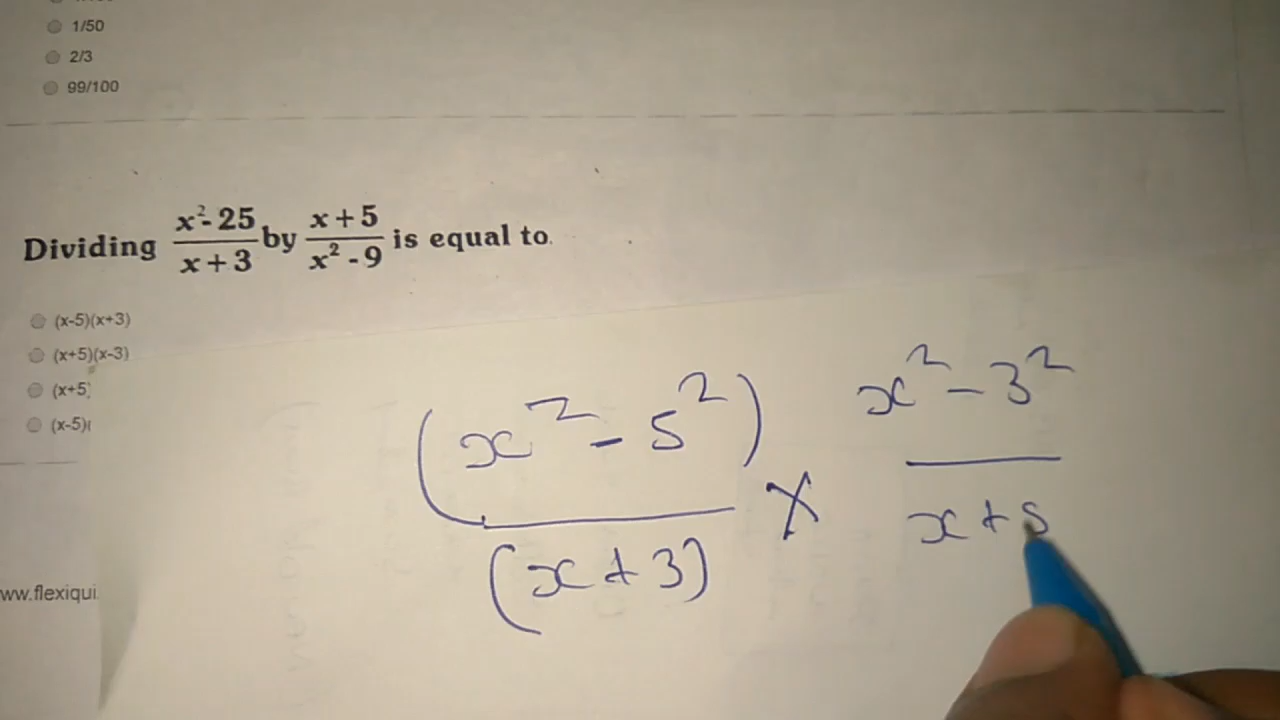 1/50
2/3
99/100
Dividing x²-25 / x+3 by x+5 / x²-9 is equal to.
(x-5)(x+3)
(x+5)(x-3)
(x+5)
(x-5)(
(x²-5²) / (x+3) × x²-3² / x+5
ww.flexiqui